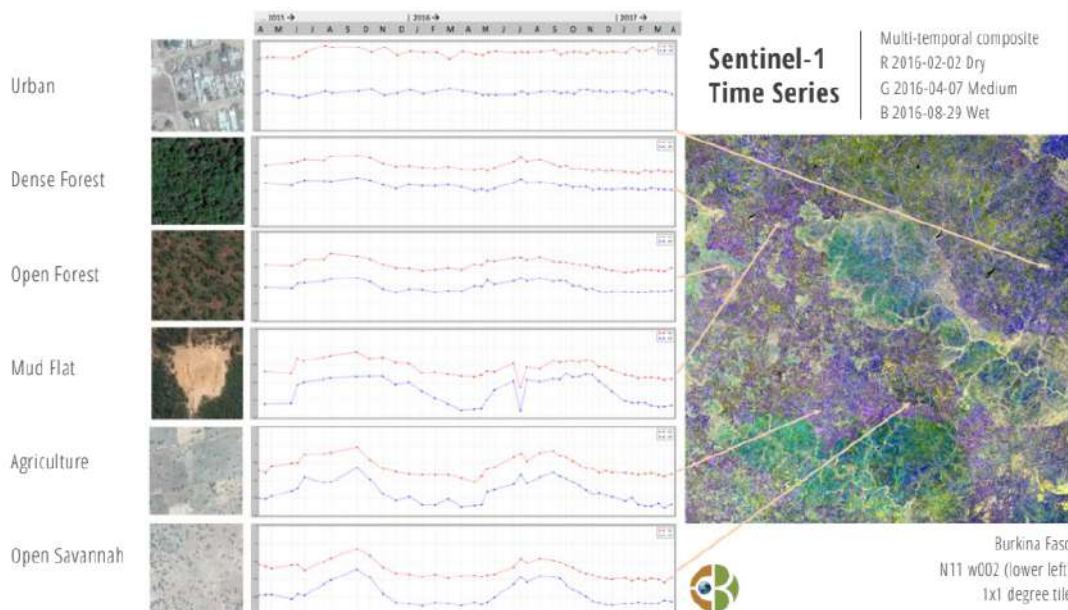 2015 → | 2016 → | 2017 →
A M J J A S D N D J F M A M J J A S O N D J F M A
Urban
Dense Forest
Open Forest
Mud Flat
Agriculture
Open Savannah
Sentinel-1
Time Series
Multi-temporal composite
R 2016-02-02 Dry
G 2016-04-07 Medium
B 2016-08-29 Wet
Burkina Faso
N11 w002 (lower left)
1x1 degree tile